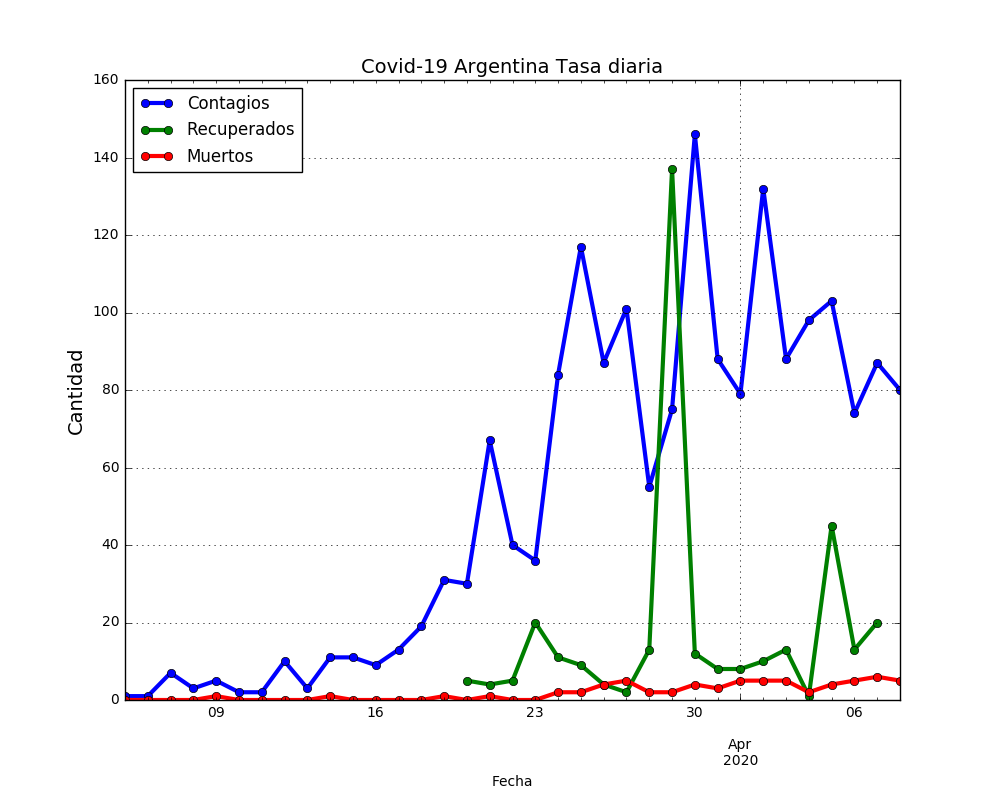 Covid-19 Argentina Tasa diaria
160
140
120
100
80
60
40
20
0
Contagios
Recuperados
Muertos
Cantidad
09 16 23 30 06
Apr
2020
Fecha